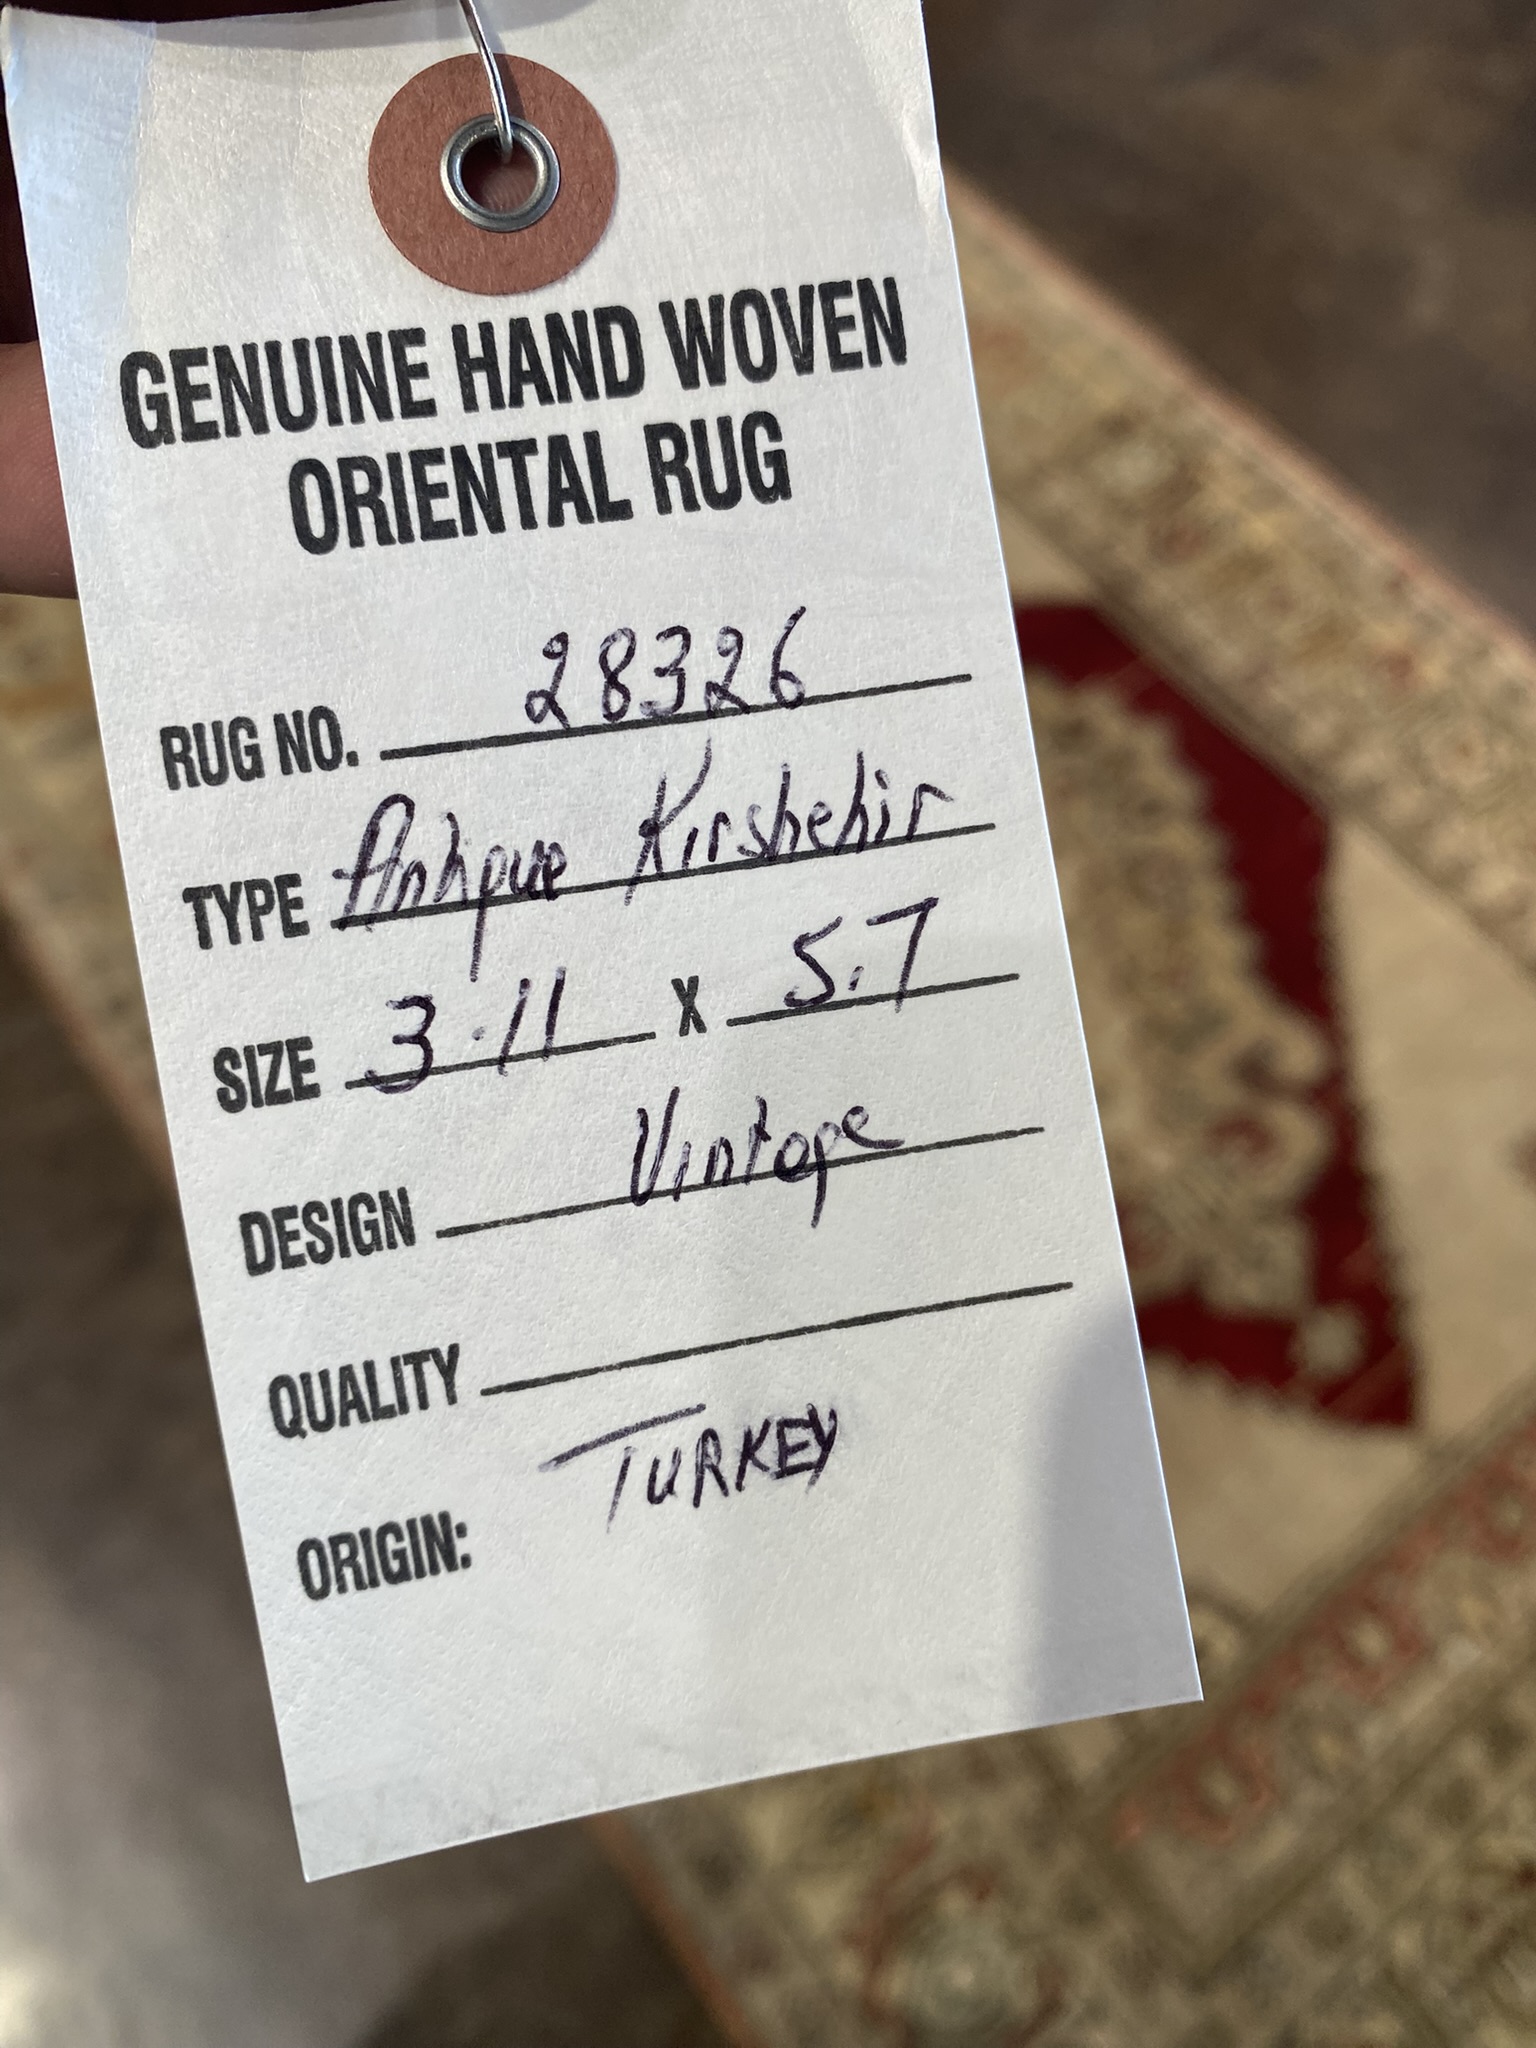 GENUINE HAND WOVEN
ORIENTAL RUG
RUG NO. 28326
TYPE Antique Kirshehir
SIZE 3.11 X 5.7
DESIGN Vintage
QUALITY
ORIGIN: TURKEY